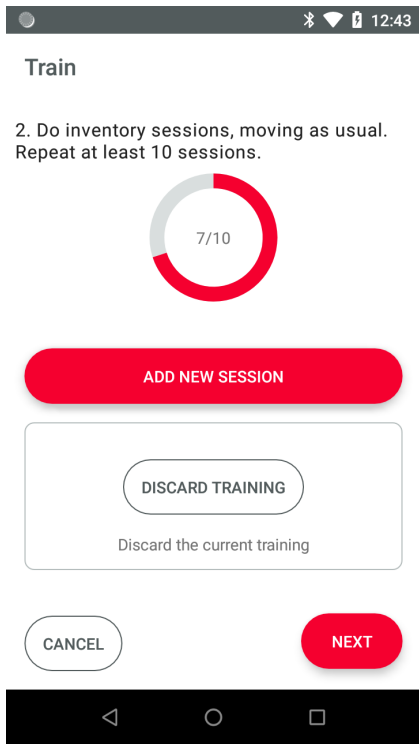 12:43
Train
2. Do inventory sessions, moving as usual.
Repeat at least 10 sessions.
7/10
ADD NEW SESSION
DISCARD TRAINING
Discard the current training
CANCEL
NEXT